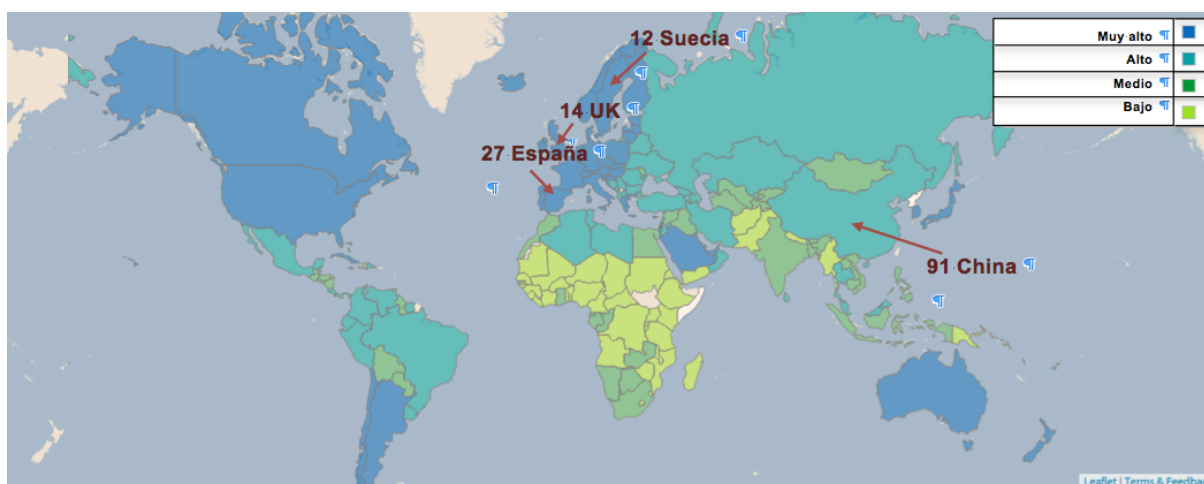 12 Suecia ¶
14 UK ¶
27 España ¶
91 China ¶
Muy alto ¶
Alto ¶
Medio ¶
Bajo ¶
Leaflet | Terms & Feedba